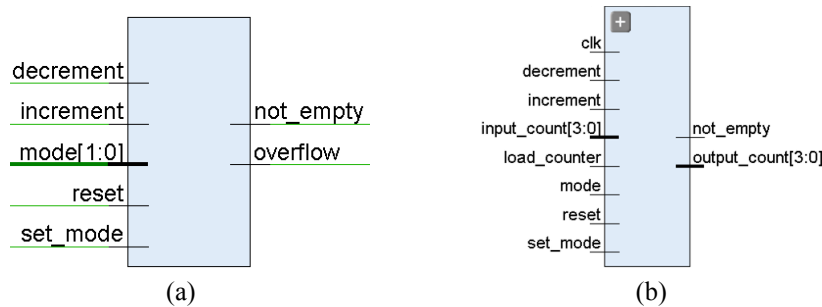 decrement
increment
mode[1:0]
reset
set_mode
not_empty
overflow
(a)
+
clk
decrement
increment
input_count[3:0]
load_counter
mode
reset
set_mode
not_empty
output_count[3:0]
(b)